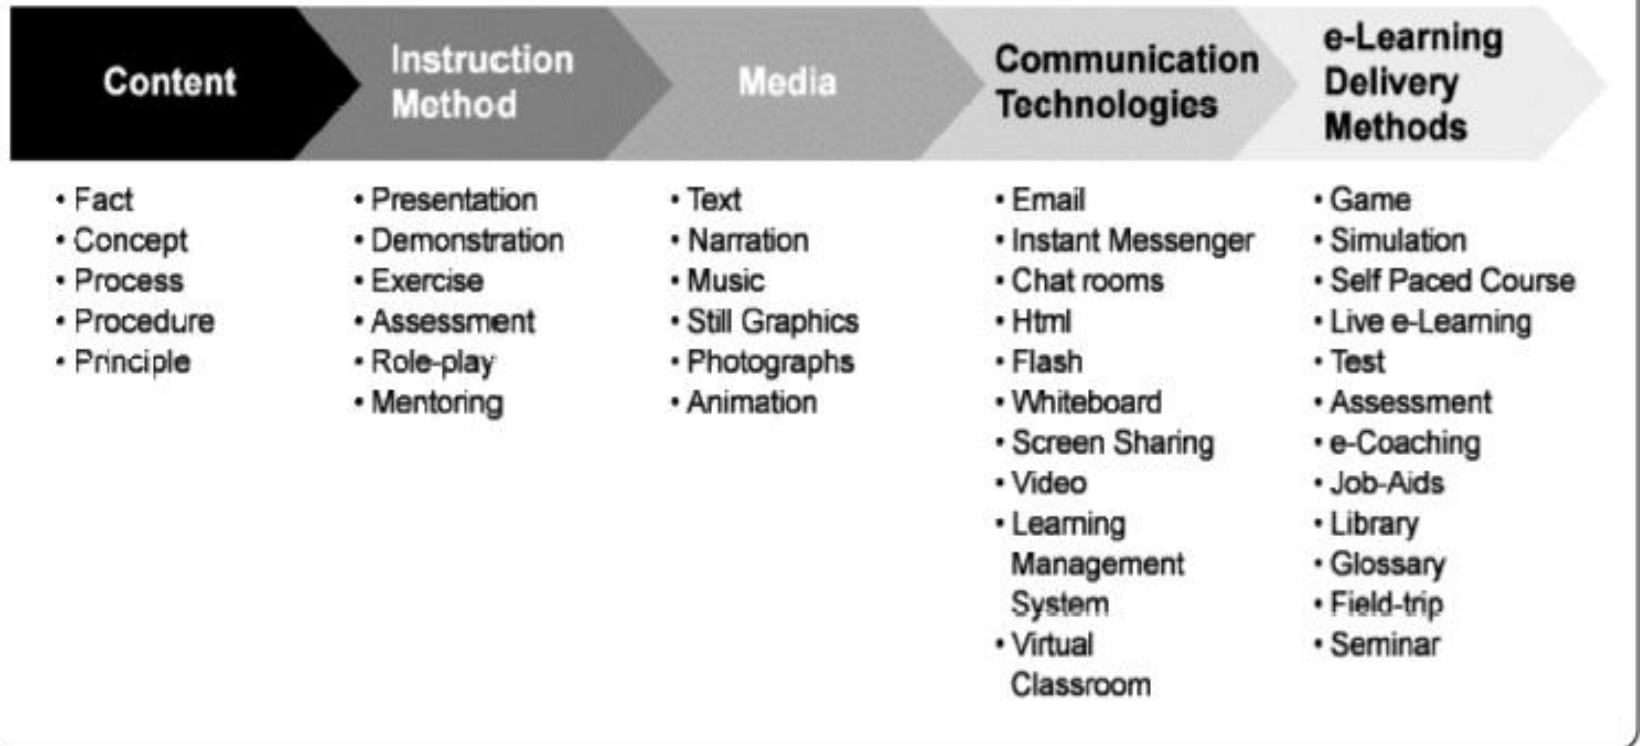 Content
Instruction
Method
Media
Communication
Technologies
e-Learning
Delivery
Methods
• Fact
• Concept
• Process
• Procedure
• Principle
• Presentation
• Demonstration
• Exercise
• Assessment
• Role-play
• Mentoring
• Text
• Narration
• Music
• Still Graphics
• Photographs
• Animation
• Email
• Instant Messenger
• Chat rooms
• Html
• Flash
• Whiteboard
• Screen Sharing
• Video
• Learning
Management
System
• Virtual
Classroom
• Game
• Simulation
• Self Paced Course
• Live e-Learning
• Test
• Assessment
• e-Coaching
• Job-Aids
• Library
• Glossary
• Field-trip
• Seminar